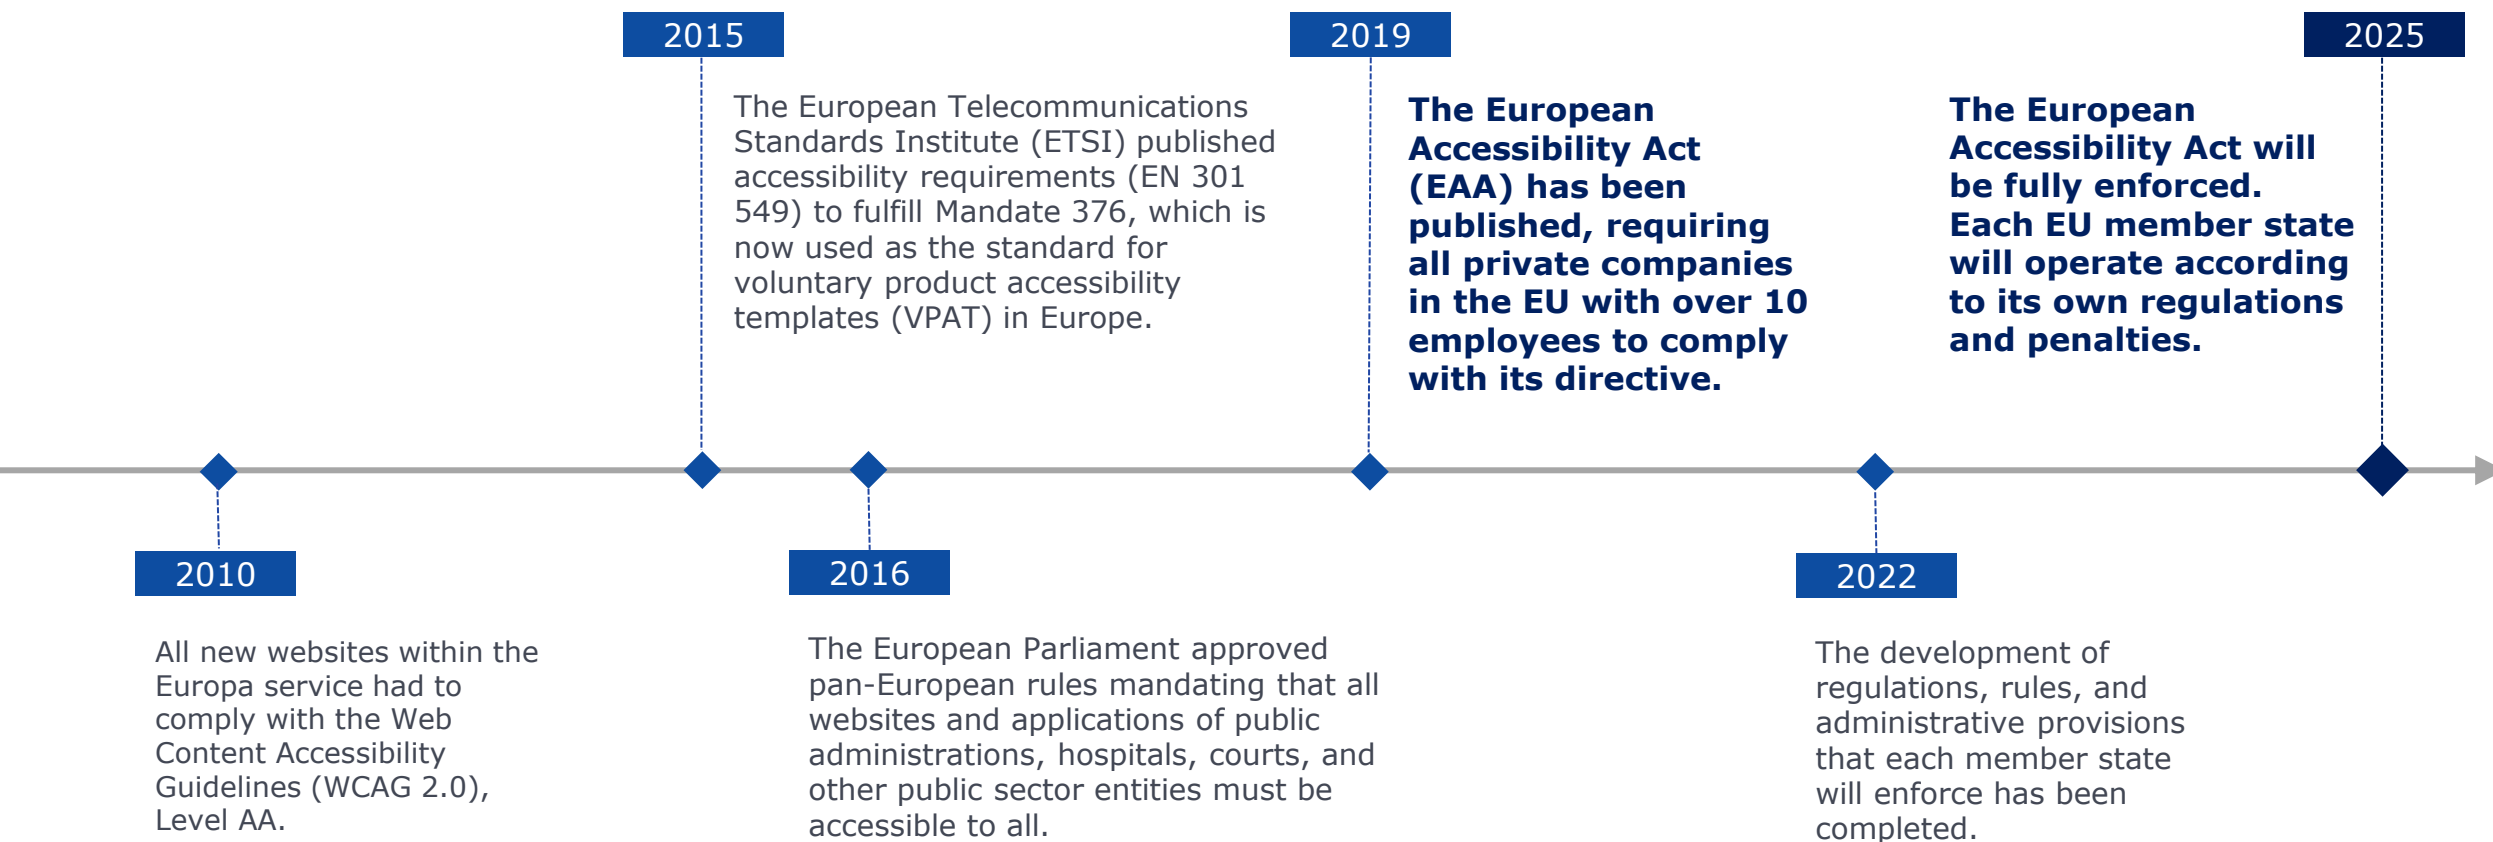 2015
The European Telecommunications
Standards Institute (ETSI) published
accessibility requirements (EN 301
549) to fulfill Mandate 376, which is
now used as the standard for
voluntary product accessibility
templates (VPAT) in Europe.
2019
The European
Accessibility Act
(EAA) has been
published, requiring
all private companies
in the EU with over 10
employees to comply
with its directive.
2025
The European
Accessibility Act will
be fully enforced.
Each EU member state
will operate according
to its own regulations
and penalties.
2010
All new websites within the
Europa service had to
comply with the Web
Content Accessibility
Guidelines (WCAG 2.0),
Level AA.
2016
The European Parliament approved
pan-European rules mandating that all
websites and applications of public
administrations, hospitals, courts, and
other public sector entities must be
accessible to all.
2022
The development of
regulations, rules, and
administrative provisions
that each member state
will enforce has been
completed.